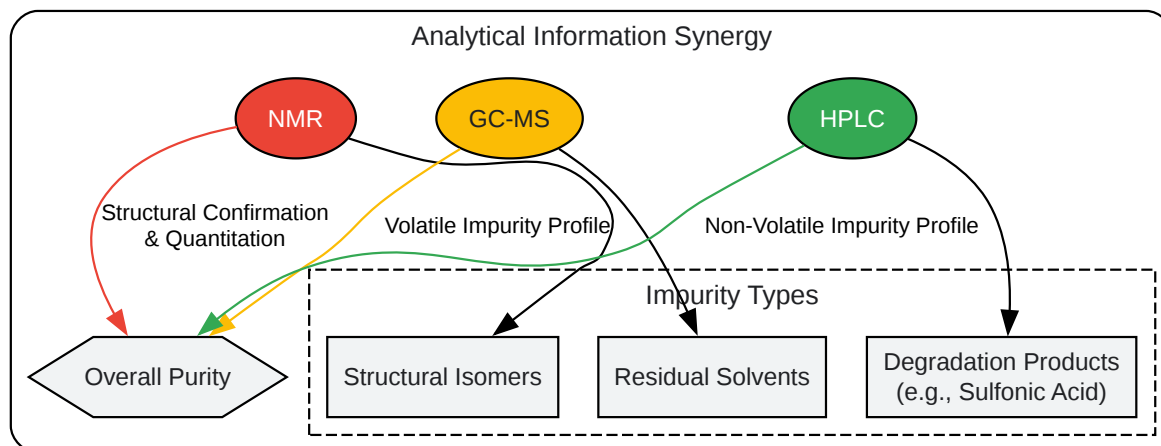 Analytical Information Synergy
NMR
GC-MS
HPLC
Structural Confirmation
& Quantitation
Volatile Impurity Profile
Non-Volatile Impurity Profile
Impurity Types
Overall Purity
Structural Isomers
Residual Solvents
Degradation Products
(e.g., Sulfonic Acid)